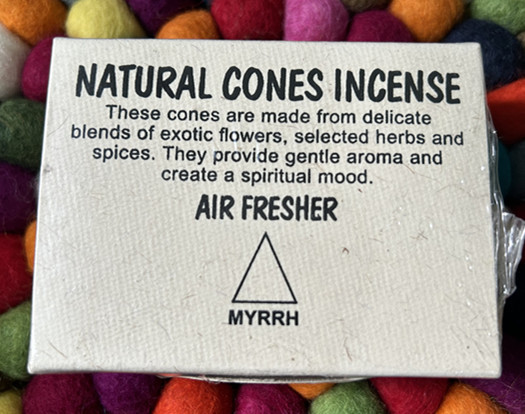 NATURAL CONES INCENSE
These cones are made from delicate
blends of exotic flowers, selected herbs and
spices. They provide gentle aroma and
create a spiritual mood.
AIR FRESHER
MYRRH